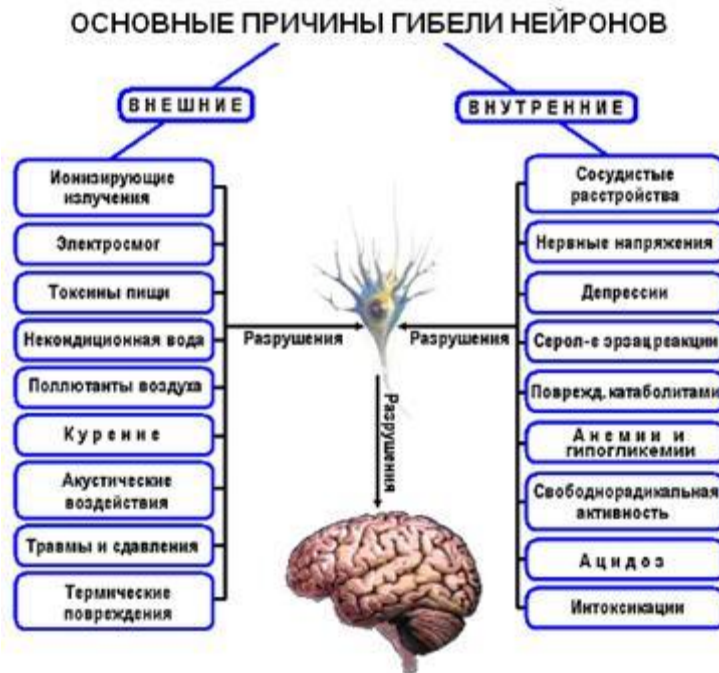 ОСНОВНЫЕ ПРИЧИНЫ ГИБЕЛИ НЕЙРОНОВ
ВНЕШНИЕ
Ионизирующие
излучения
Электросмог
Токсины пищи
Некондиционная вода
Поллютанты воздуха
Курение
Акустические
воздействия
Травмы и сдавления
Термические
повреждения
Разрушения
Разрушения
Разрушения
ВНУТРЕННИЕ
Сосудистые
расстройства
Нервные напряжения
Депрессии
Серол-е эрзацреакции
Поврежд. катаболитами
Анемии и
гипогликемии
Свободнорадикальная
активность
Ацидоз
Интоксикации